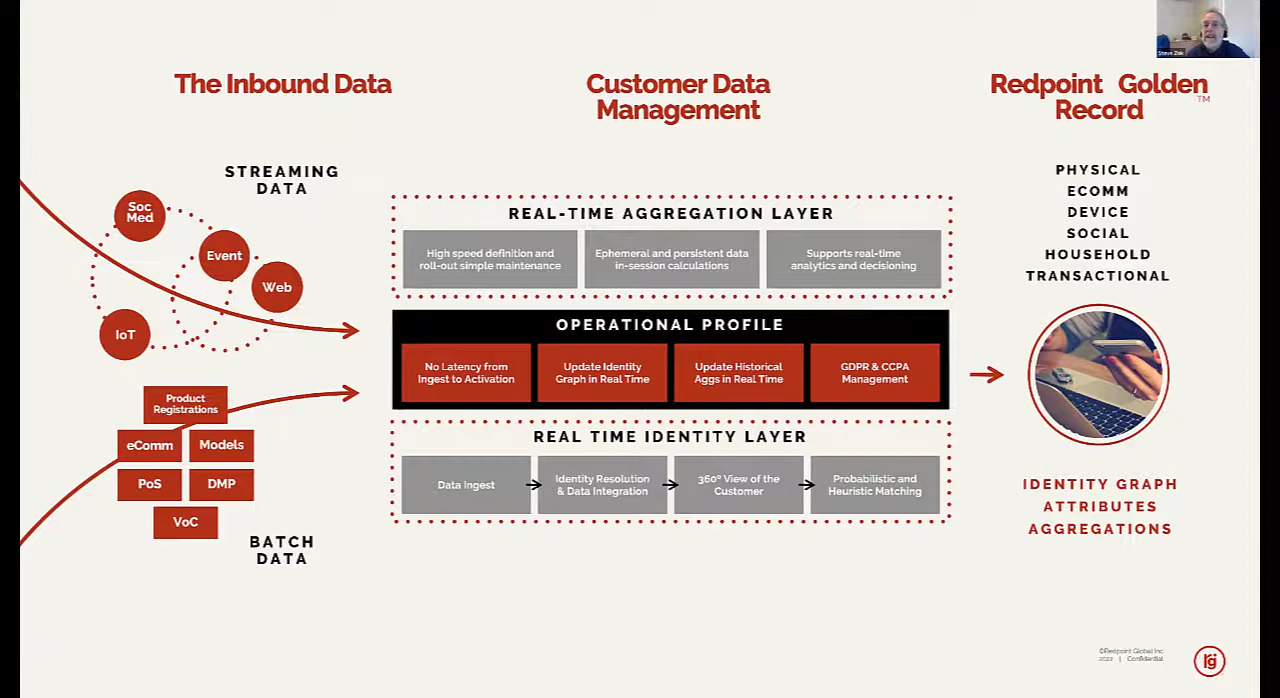 Steve Zisk
The Inbound Data
Customer Data
Management
Redpoint Golden
Record
TM
STREAMING
DATA
Soc
Med
Event
Web
IoT
Product
Registrations
eComm
Models
PoS
DMP
VoC
BATCH
DATA
REAL-TIME AGGREGATION LAYER
High speed definition and
roll-out simple maintenance
Ephemeral and persistent data
in-session calculations
Supports real-time
analytics and decisioning
OPERATIONAL PROFILE
No Latency from
Ingest to Activation
Update Identity
Graph in Real Time
Update Historical
Aggs in Real Time
GDPR & CCPA
Management
REAL TIME IDENTITY LAYER
Data Ingest
Identity Resolution
& Data Integration
360º View of the
Customer
Probabilistic and
Heuristic Matching
PHYSICAL
ECOMM
DEVICE
SOCIAL
HOUSEHOLD
TRANSACTIONAL
IDENTITY GRAPH
ATTRIBUTES
AGGREGATIONS
©Redpoint Global Inc
2022 | Confidential
rg